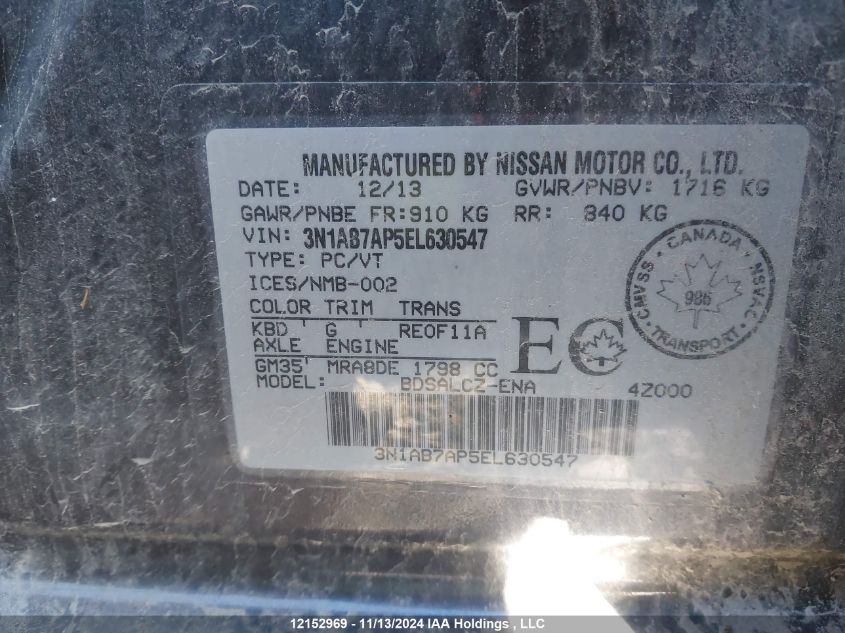 MANUFACTURED BY NISSAN MOTOR CO., LTD.
DATE: 12/13 GVWR/PNBV: 1716 KG
GAWR/PNBE FR:910 KG RR: 840 KG
VIN: 3N1AB7AP5EL630547
TYPE: PC/VT
ICES/NMB-002
COLOR TRIM TRANS
KBD ' G ' RE0F11A
AXLE ENGINE
GM35' MRA8DE 1798 CC
MODEL: BDSALCZ-ENA 4Z000
EC
CANADA
CMVSS • NSVAC
985
TRANSPORT
3N1AB7AP5EL630547
12152969 - 11/13/2024 IAA Holdings , LLC